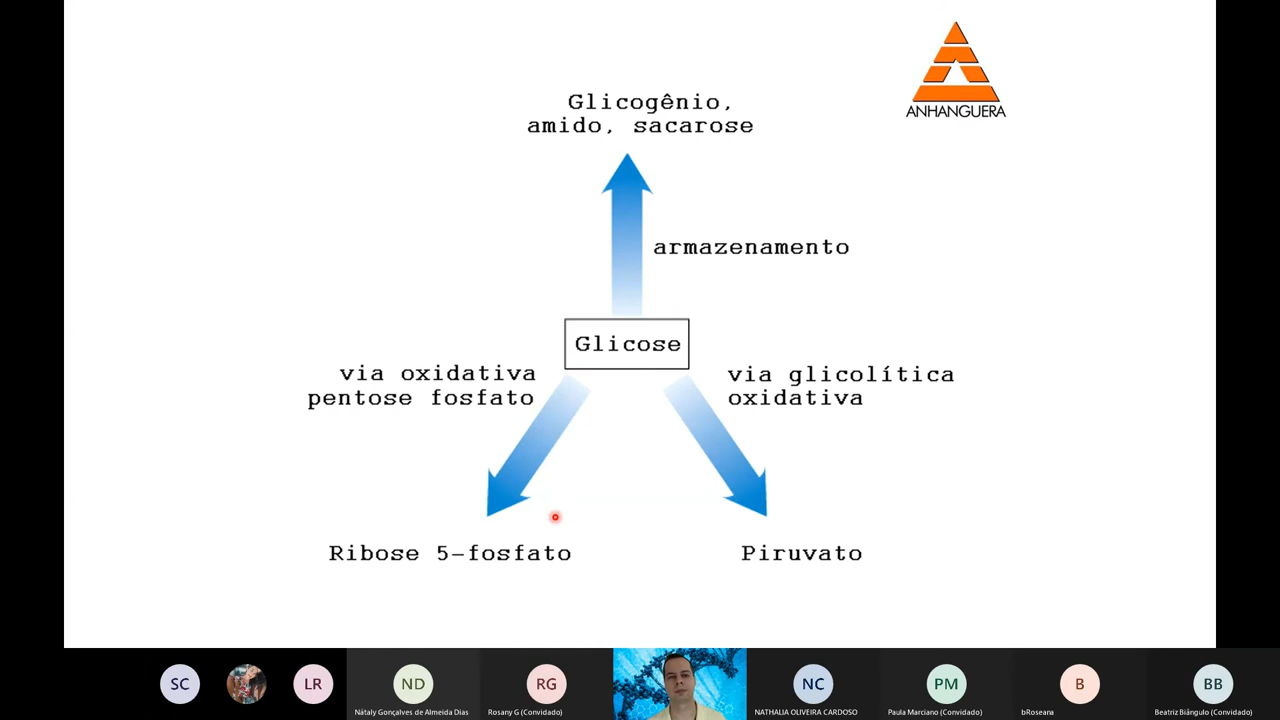 ANHANGUERA
Glicogênio,
amido, sacarose
armazenamento
Glicose
via oxidativa
pentose fosfato
via glicolítica
oxidativa
Ribose 5-fosfato
Piruvato
SC
LR
ND
RG
NC
PM
B
BB
Nátaly Gonçalves de Almeida Dias
Rosany G (Convidado)
NATHALIA OLIVEIRA CARDOSO
Paula Marciano (Convidado)
bRoseana
Beatriz Biângulo (Convidado)